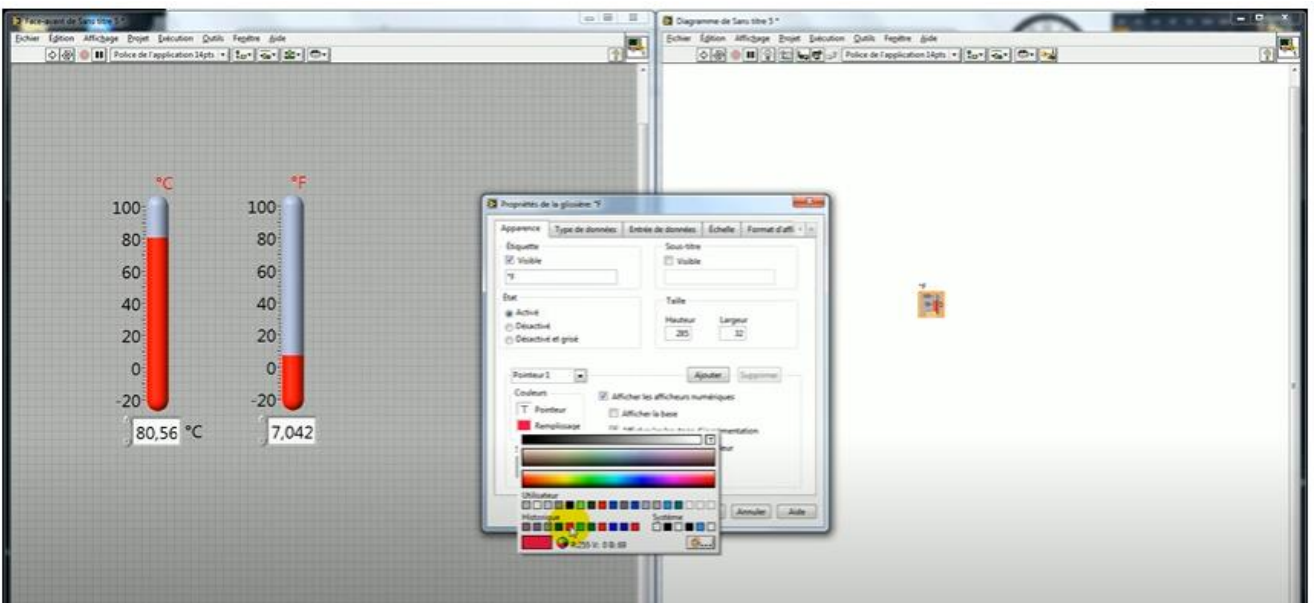 Face-avant de Sans titre 5 *
Fichier Édition Affichage Projet Exécution Outils Fenêtre Aide
Police de l'application 14pts
°C
°F
100
80
60
40
20
0
-20
80,56 °C
100
80
60
40
20
0
-20
7,042
Diagramme de Sans titre 5 *
Fichier Édition Affichage Projet Exécution Outils Fenêtre Aide
Police de l'application 14pts
°F
Propriétés de la glissière: °F
Apparence Type de données Entrée de données Échelle Format d'affi
Étiquette
Visible
°F
Sous-titre
Visible
État
Activé
Désactivé
Désactivé et grisé
Taille
Hauteur Largeur
285 32
Pointeur 1
Ajouter Supprimer
Couleurs
T Pointeur
Remplissage
Afficher les afficheurs numériques
Afficher la base
T
Utilisateur
Historique Système
R:255 V: 0 B: 69
Annuler Aide